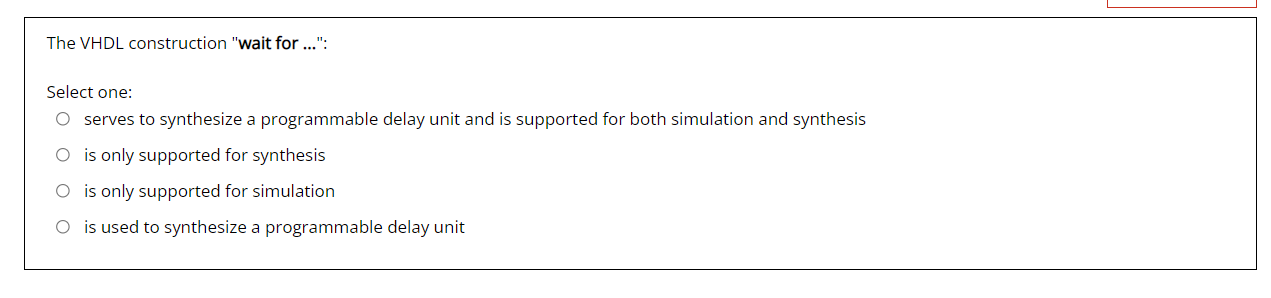 The VHDL construction "wait for ...":
Select one:
serves to synthesize a programmable delay unit and is supported for both simulation and synthesis
is only supported for synthesis
is only supported for simulation
is used to synthesize a programmable delay unit